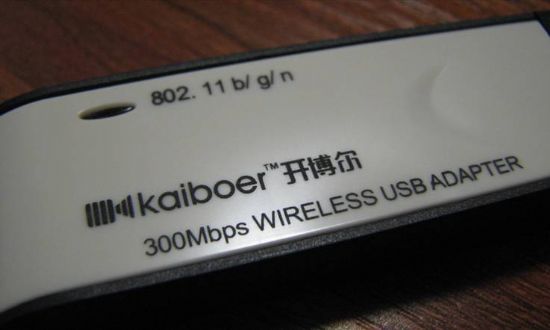 802. 11 b/ g/ n
kaiboer™开博尔
300Mbps WIRELESS USB ADAPTER